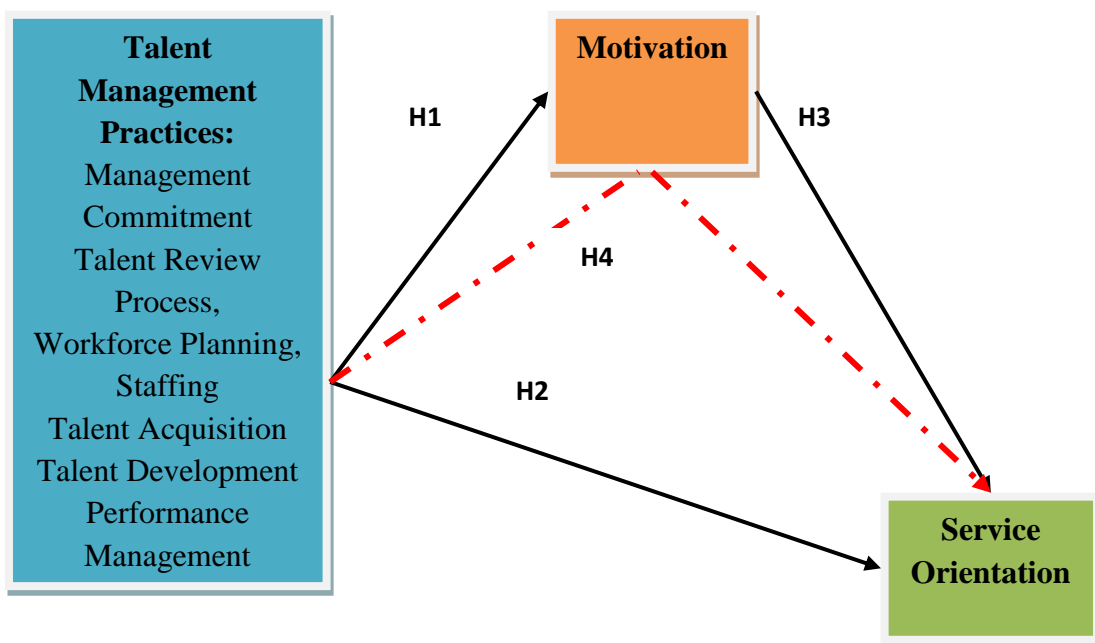 Talent
Management
Practices:
Management
Commitment
Talent Review
Process,
Workforce Planning,
Staffing
Talent Acquisition
Talent Development
Performance
Management
Motivation
H1
H3
H4
H2
Service
Orientation